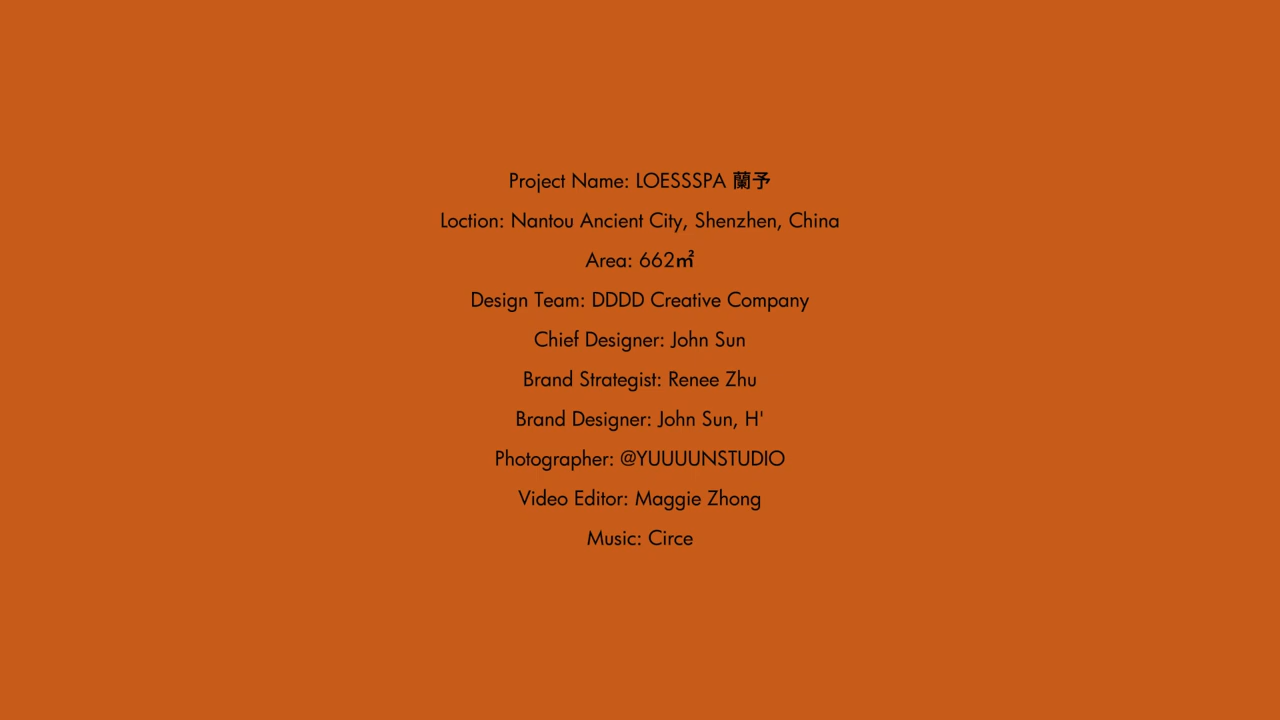 Project Name: LOESSSPA 蘭予
Loction: Nantou Ancient City, Shenzhen, China
Area: 662㎡
Design Team: DDDD Creative Company
Chief Designer: John Sun
Brand Strategist: Renee Zhu
Brand Designer: John Sun, H'
Photographer: @YUUUUNSTUDIO
Video Editor: Maggie Zhong
Music: Circe